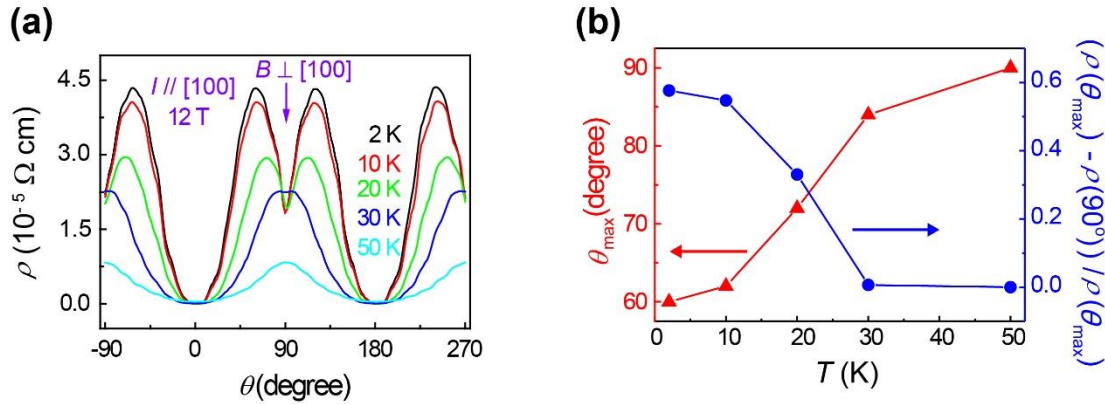 (a)
4.5
3.0
1.5
0.0
ρ (10⁻⁵ Ω cm)
I // [100]
12 T
B ⊥ [100]
2 K
10 K
20 K
30 K
50 K
-90 0 90 180 270
θ(degree)
(b)
90
80
70
60
θmax(degree)
0.6
0.4
0.2
0.0
(ρ(θmax) - ρ(90°)) /ρ(θmax)
0 10 20 30 40 50
T (K)